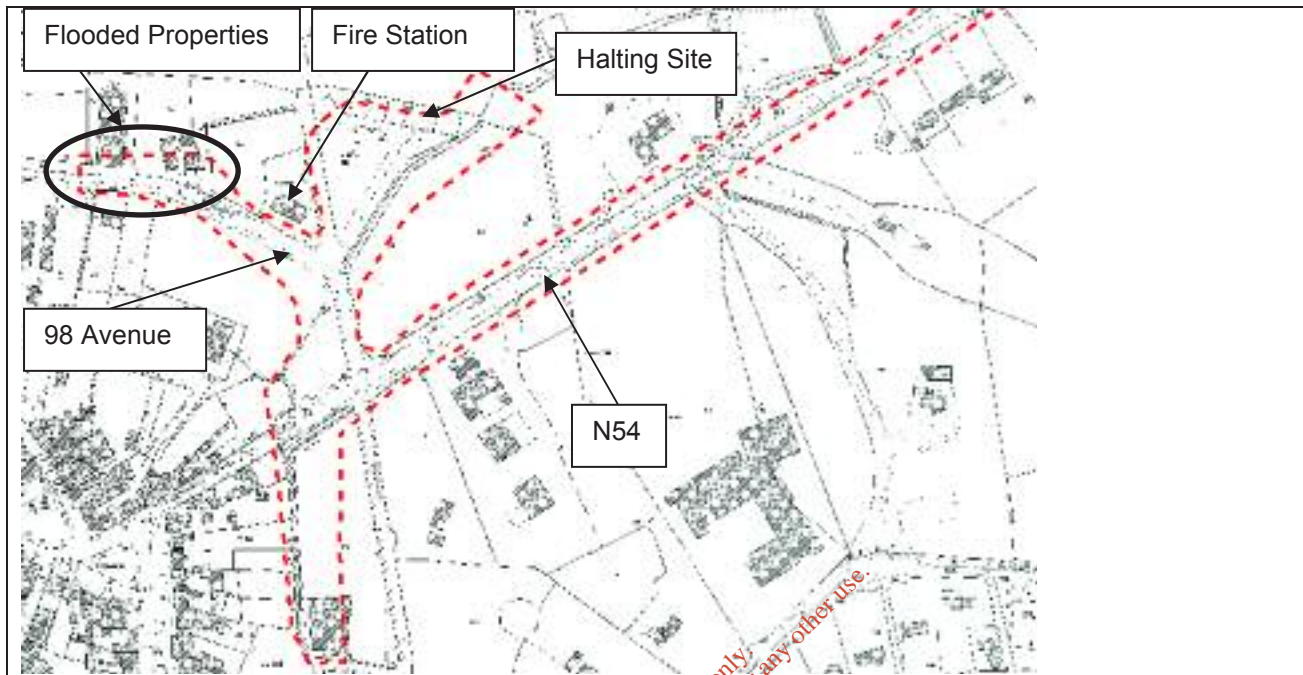 Flooded Properties
Fire Station
Halting Site
98 Avenue
N54
only.
any other use.